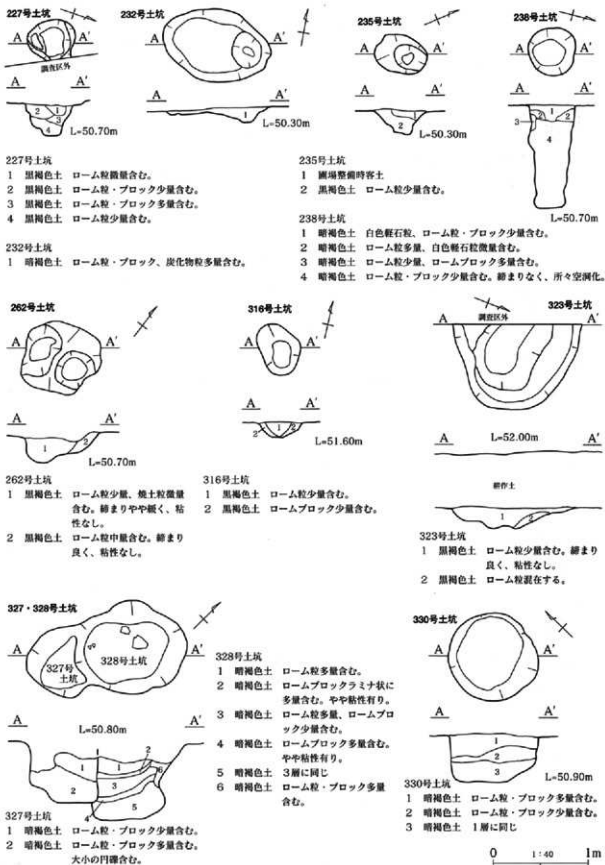 227号土坑
A A'
調査区外
A A'
1
2
3
4
L=50.70m
232号土坑
A A'
A A'
1
L=50.30m
235号土坑
A A'
A A'
1
2
L=50.30m
238号土坑
A A'
A A'
1
2 2
3
4
L=50.70m
227号土坑
1 黒褐色土 ローム粒微量含む。
2 黒褐色土 ローム粒・ブロック少量含む。
3 黒褐色土 ローム粒・ブロック多量含む。
4 黒褐色土 ローム粒少量含む。
232号土坑
1 暗褐色土 ローム粒・ブロック、炭化物粒多量含む。
235号土坑
1 圃場整備時客土
2 黒褐色土 ローム粒少量含む。
238号土坑
1 暗褐色土 白色軽石粒、ローム粒・ブロック少量含む。
2 暗褐色土 ローム粒多量、白色軽石粒微量含む。
3 暗褐色土 ローム粒少量、ロームブロック多量含む。
4 暗褐色土 ローム粒・ブロック少量含む。締まりなく、所々空洞化。
262号土坑
A A'
A A'
1
2
L=50.70m
316号土坑
A A'
A A'
2 1 2
L=51.60m
323号土坑
調査区外
A A'
A L=52.00m A'
耕作土
1 2
262号土坑
1 黒褐色土 ローム粒少量、焼土粒微量
含む。締まりやや緩く、粘
性なし。
2 黒褐色土 ローム粒中量含む。締まり
良く、粘性なし。
316号土坑
1 黒褐色土 ローム粒少量含む。
2 黒褐色土 ロームブロック少量含む。
323号土坑
1 黒褐色土 ローム粒少量含む。締まり
良く、粘性なし。
2 黒褐色土 ローム粒混在する。
327・328号土坑
A A'
327号
土坑
328号土坑
A L=50.80m A'
1
1
2
2
3
4
5
6
327号土坑
1 暗褐色土 ローム粒・ブロック少量含む。
2 暗褐色土 ローム粒・ブロック多量含む。
大小の円礫含む。
328号土坑
1 暗褐色土 ローム粒多量含む。
2 暗褐色土 ロームブロックラミナ状に
多量含む。やや粘性有り。
3 暗褐色土 ローム粒多量、ロームブロ
ック少量含む。
4 暗褐色土 ロームブロック多量含む。
やや粘性有り。
5 暗褐色土 3層に同じ
6 暗褐色土 ローム粒・ブロック多量
含む。
330号土坑
A A'
A A'
1
2
3
L=50.90m
330号土坑
1 暗褐色土 ローム粒・ブロック多量含む。
2 暗褐色土 ローム粒・ブロック少量含む。
3 暗褐色土 1層に同じ
0 1:40 1m